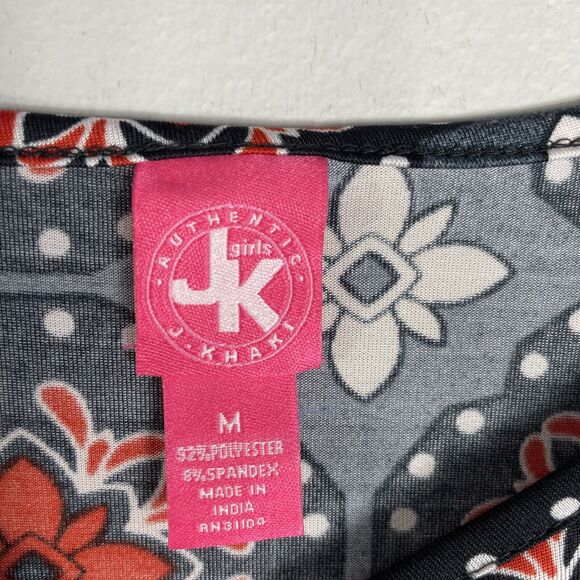 AUTHENTIC
girls
JK
J. KHAKI
M
92% POLYESTER
8% SPANDEX
MADE IN
INDIA
RN31104